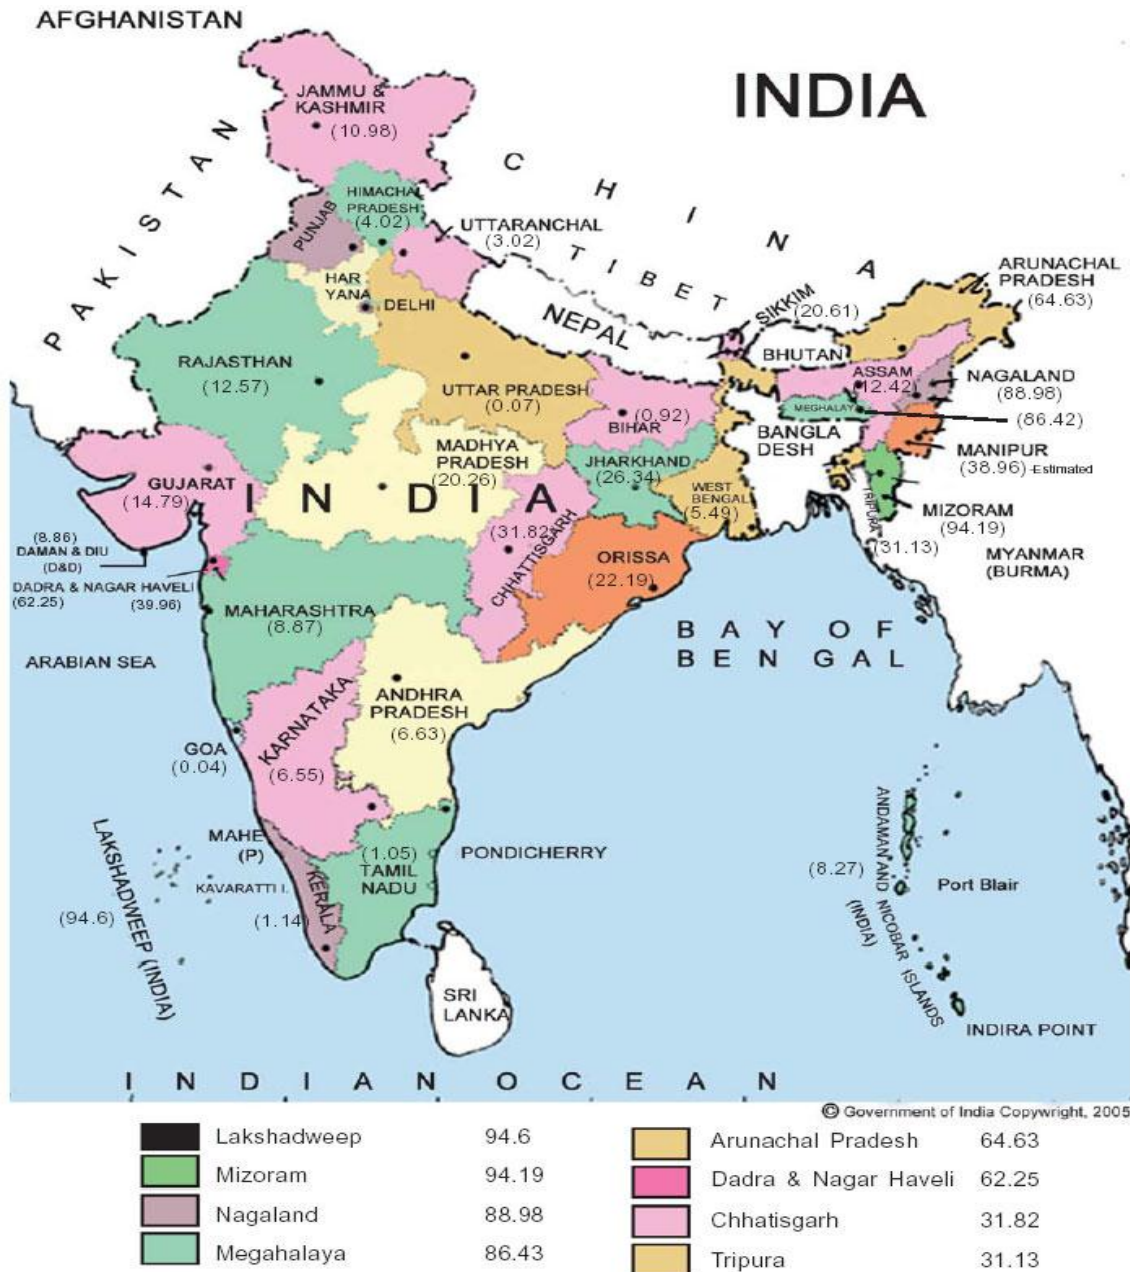 AFGHANISTAN
INDIA
JAMMU &
KASHMIR
(10.98)
PAKISTAN
CHINA
TIBET
HIMACHAL
PRADESH
(4.02)
PUNJAB
UTTARANCHAL
(3.02)
HAR
YANA
DELHI
NEPAL
SIKKIM
(20.61)
ARUNACHAL
PRADESH
(64.63)
BHUTAN
RAJASTHAN
(12.57)
UTTAR PRADESH
(0.07)
ASSAM
(12.42)
NAGALAND
(88.98)
MEGHALAY
(86.42)
(0.92)
BIHAR
BANGLA
DESH
MANIPUR
(38.96) -Estimated
MADHYA
PRADESH
(20.26)
JHARKHAND
(26.34)
GUJARAT
(14.79)
INDIA
WEST
BENGAL
(5.49)
TRIPURA
(31.13)
MIZORAM
(94.19)
(31.82)
CHHATTISGARH
ORISSA
(22.19)
MYANMAR
(BURMA)
(8.86)
DAMAN & DIU
(D&D)
DADRA & NAGAR HAVELI
(62.25)
(39.96)
MAHARASHTRA
(8.87)
BAY OF
BENGAL
ARABIAN SEA
ANDHRA
PRADESH
(6.63)
KARNATAKA
(6.55)
GOA
(0.04)
MAHE
(P)
(1.05)
TAMIL
NADU
PONDICHERRY
KAVARATTI I.
KERALA
(1.14)
LAKSHADWEEP (INDIA)
(94.6)
(8.27)
ANDAMAN AND NICOBAR ISLANDS
(INDIA)
Port Blair
SRI
LANKA
INDIRA POINT
INDIAN OCEAN
© Government of India Copywright, 2005
Lakshadweep 94.6
Mizoram 94.19
Nagaland 88.98
Megahalaya 86.43
Arunachal Pradesh 64.63
Dadra & Nagar Haveli 62.25
Chhatisgarh 31.82
Tripura 31.13